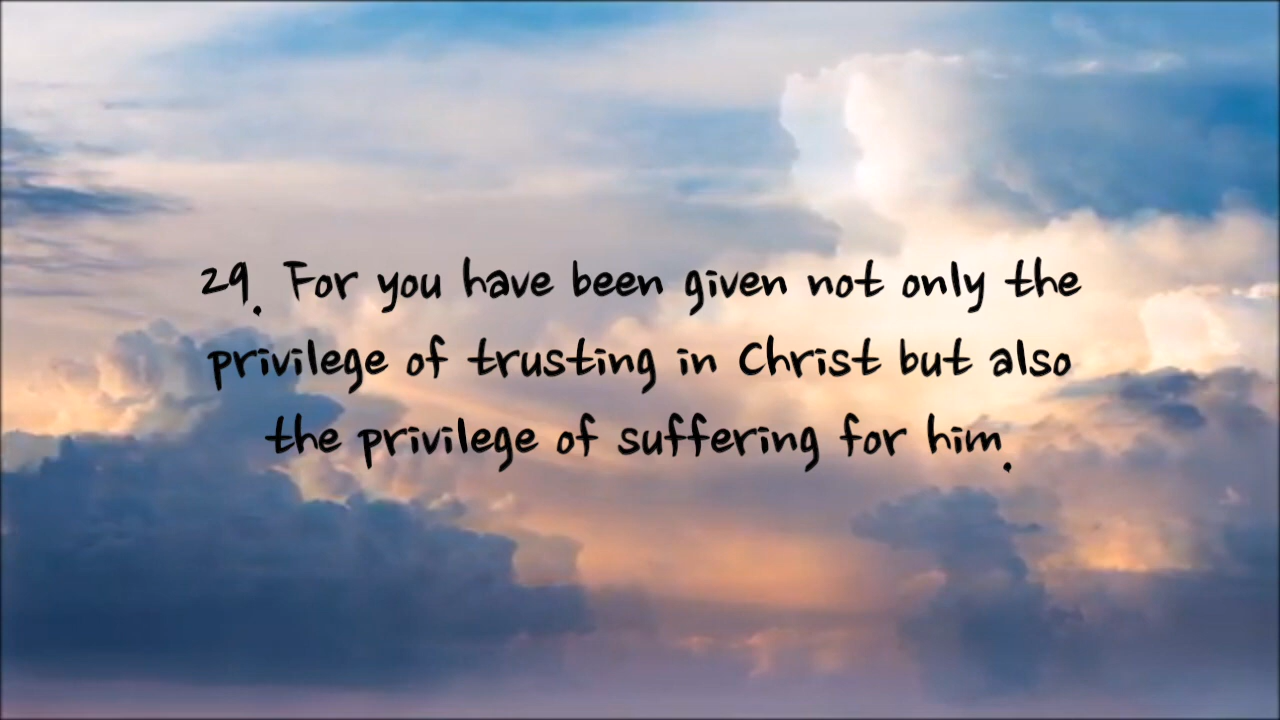 29. For you have been given not only the
privilege of trusting in Christ but also
the privilege of suffering for him.